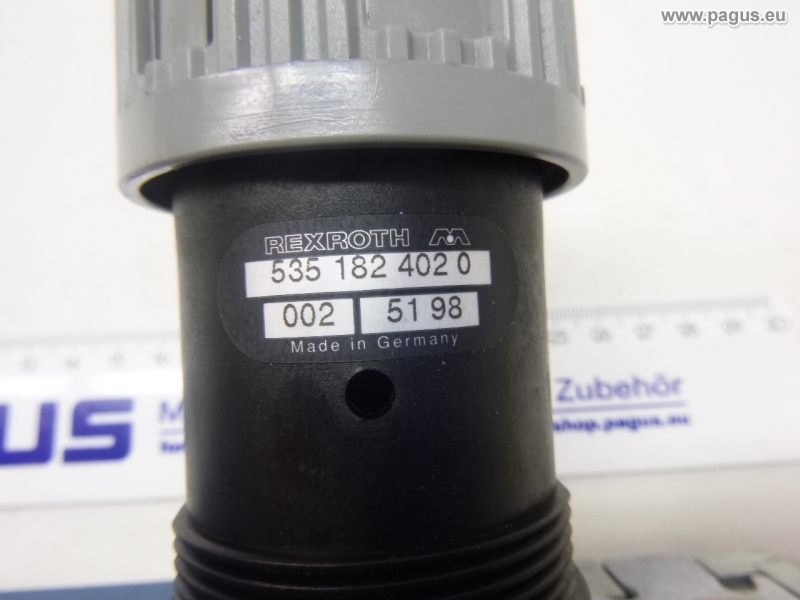 www.pagus.eu
REXROTH
535 182 402 0
002 51 98
Made in Germany
Zubehör
us
shop.pagus.eu